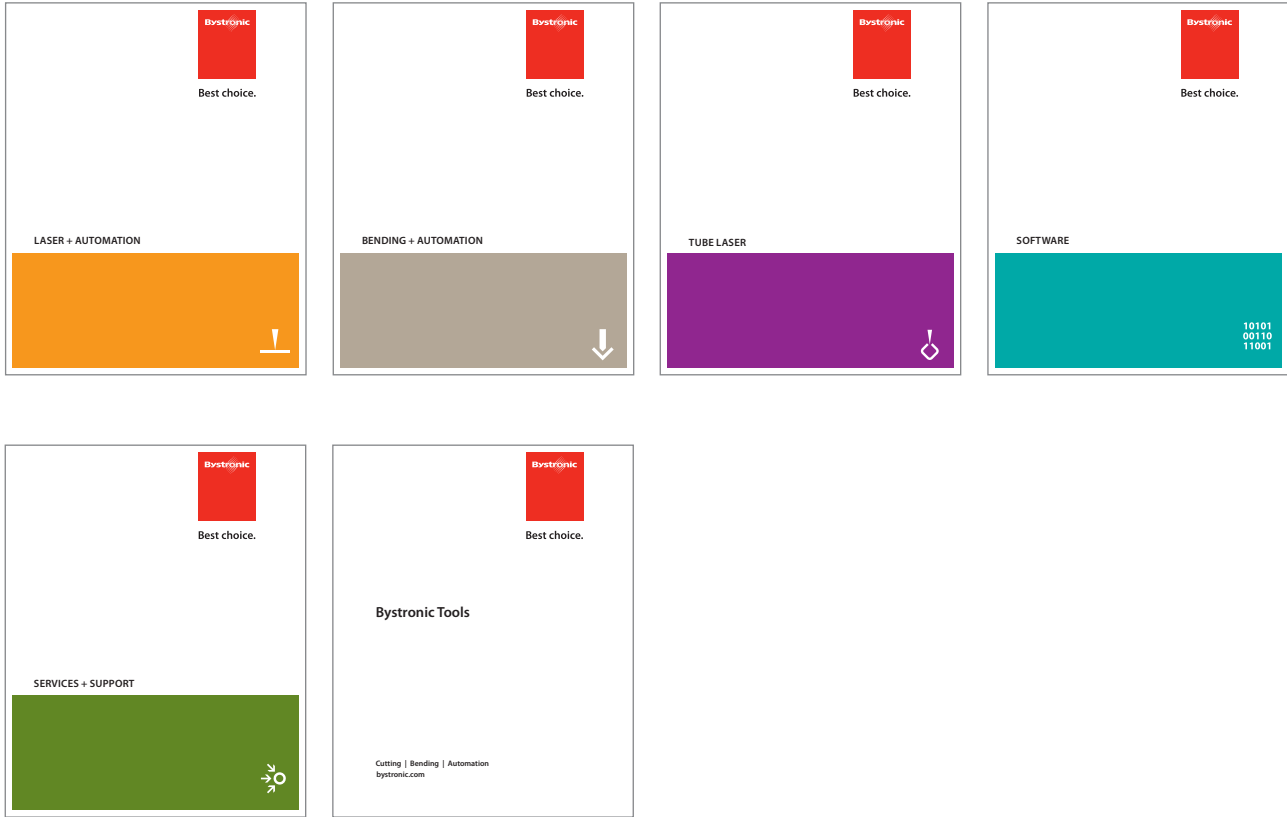 Bystronic
Best choice.
LASER + AUTOMATION
Bystronic
Best choice.
BENDING + AUTOMATION
Bystronic
Best choice.
TUBE LASER
Bystronic
Best choice.
SOFTWARE
10101
00110
11001
Bystronic
Best choice.
SERVICES + SUPPORT
Bystronic
Best choice.
Bystronic Tools
Cutting | Bending | Automation
bystronic.com